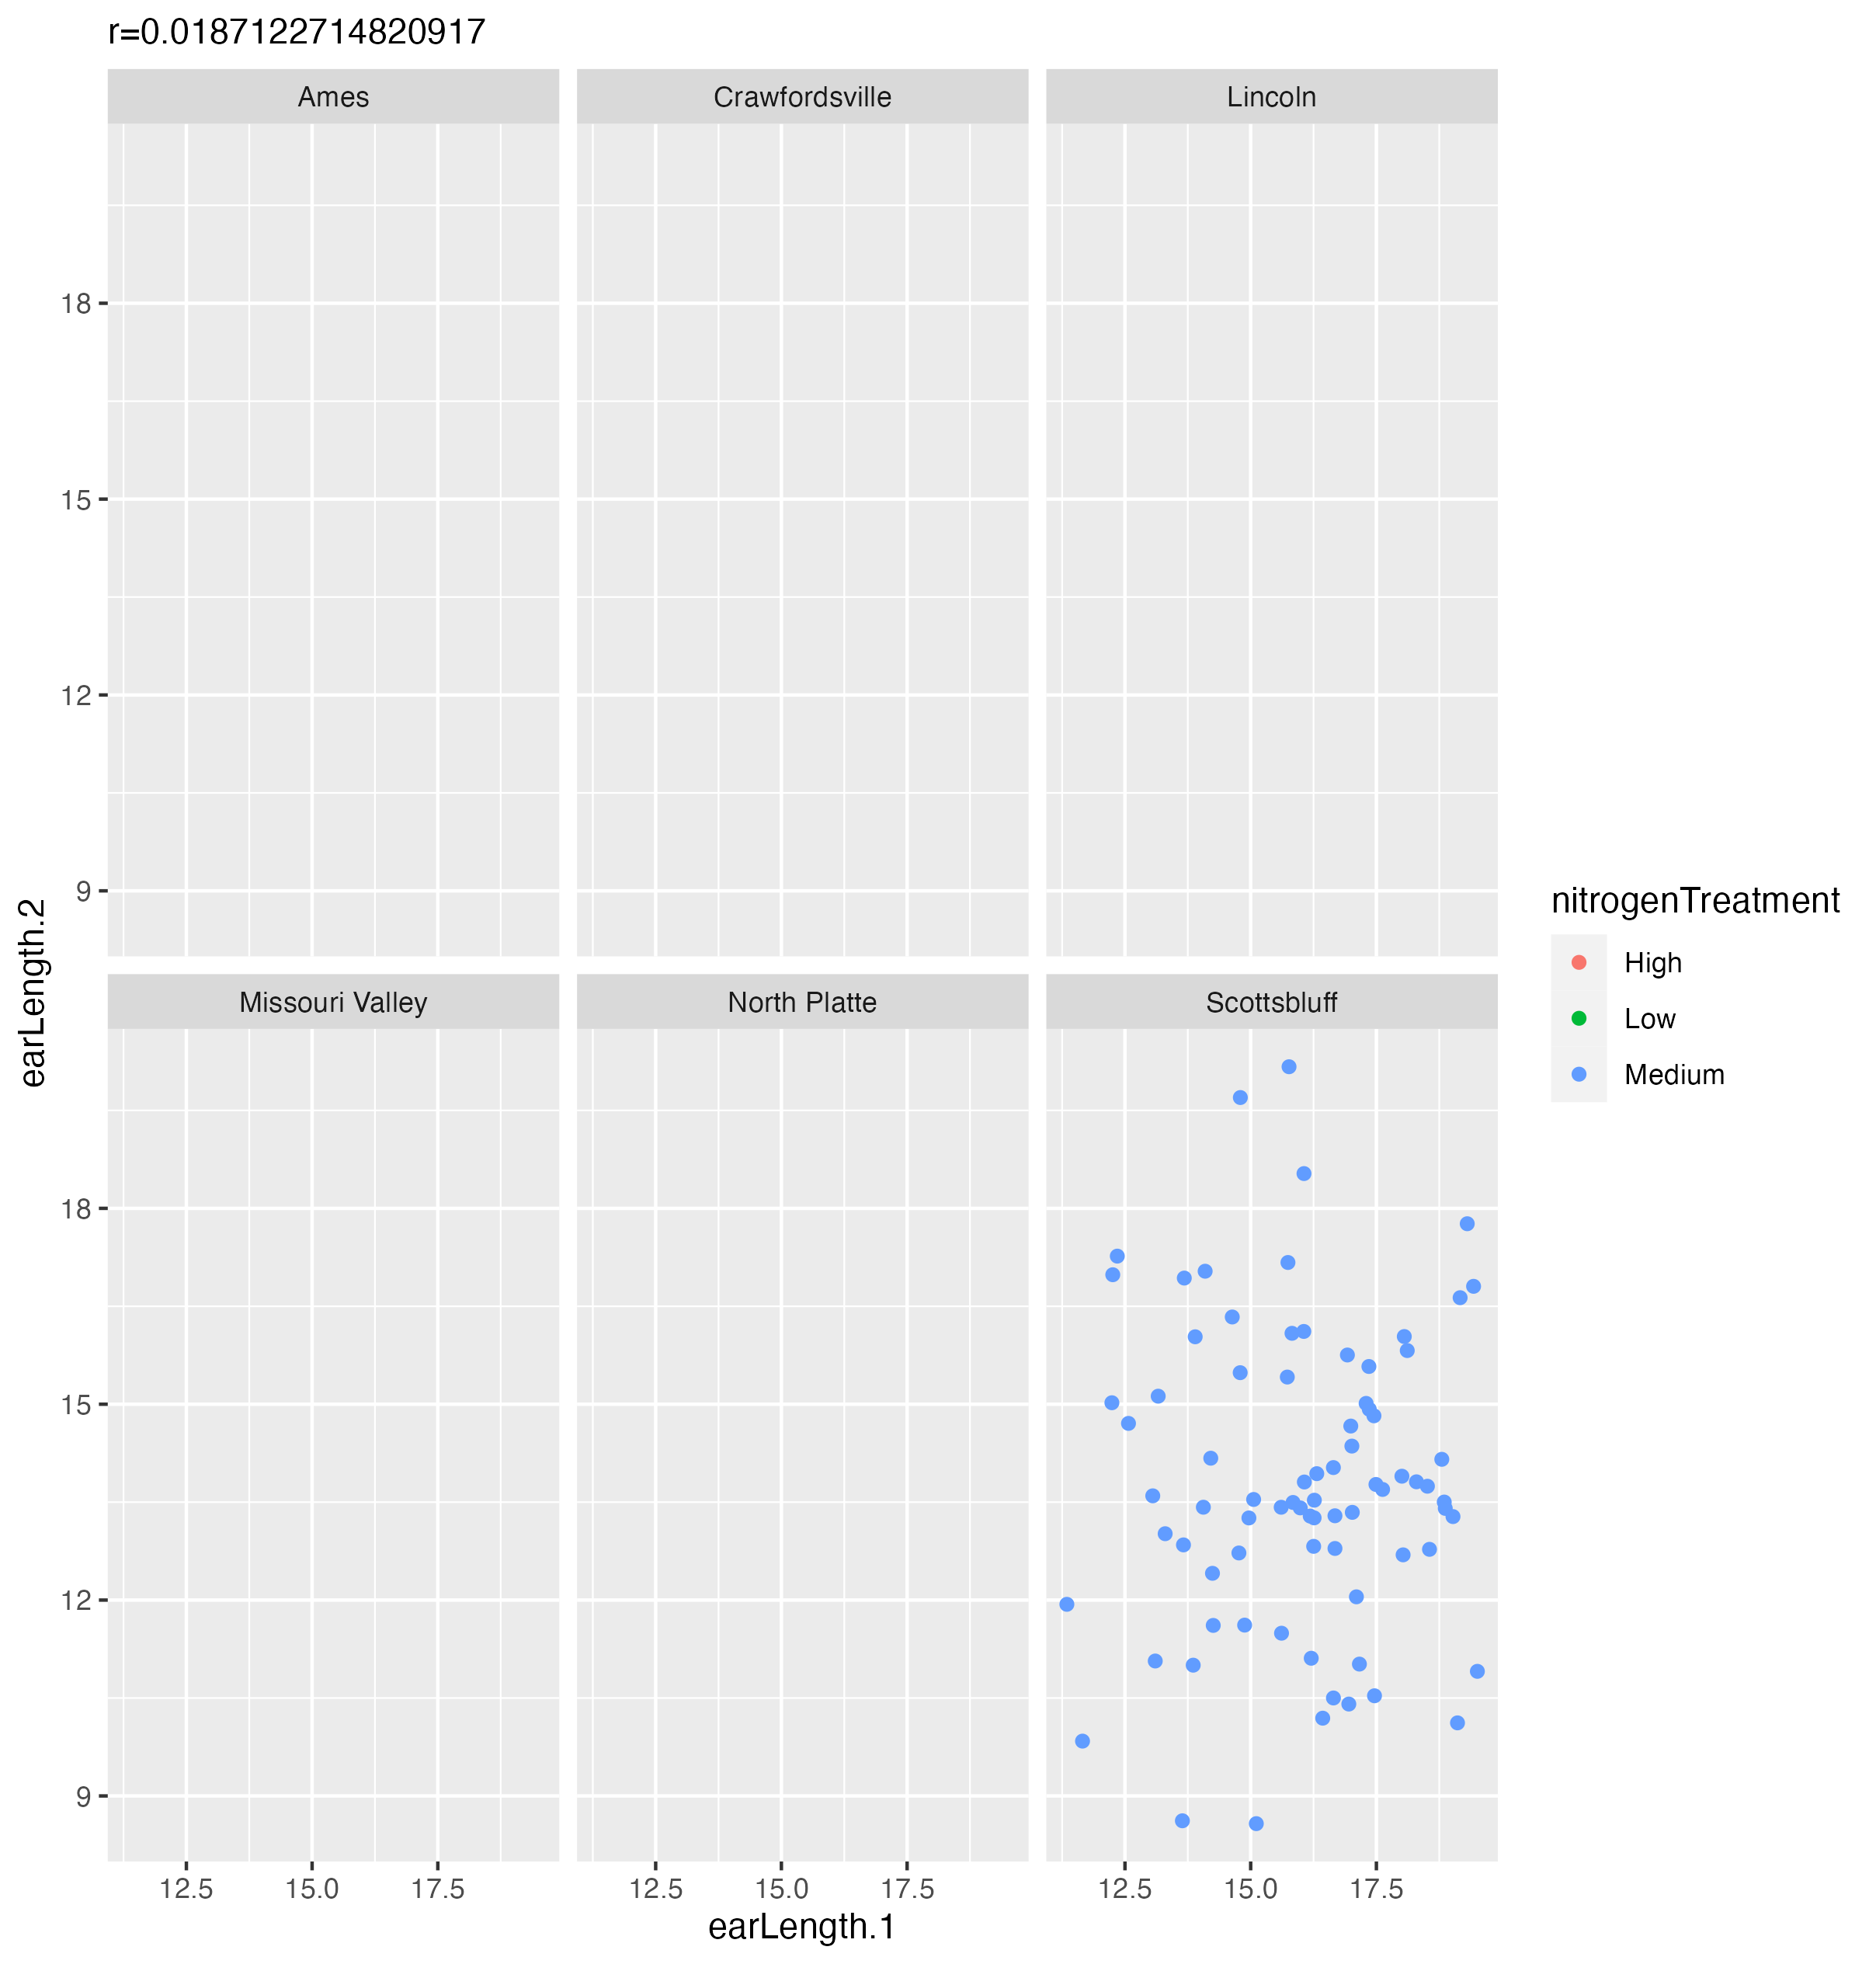 r=0.0187122714820917
Ames
Crawfordsville
Lincoln
18
15
12
9
Missouri Valley
North Platte
Scottsbluff
18
15
12
9
12.5 15.0 17.5
12.5 15.0 17.5
12.5 15.0 17.5
earLength.1
earLength.2
nitrogenTreatment
High
Low
Medium